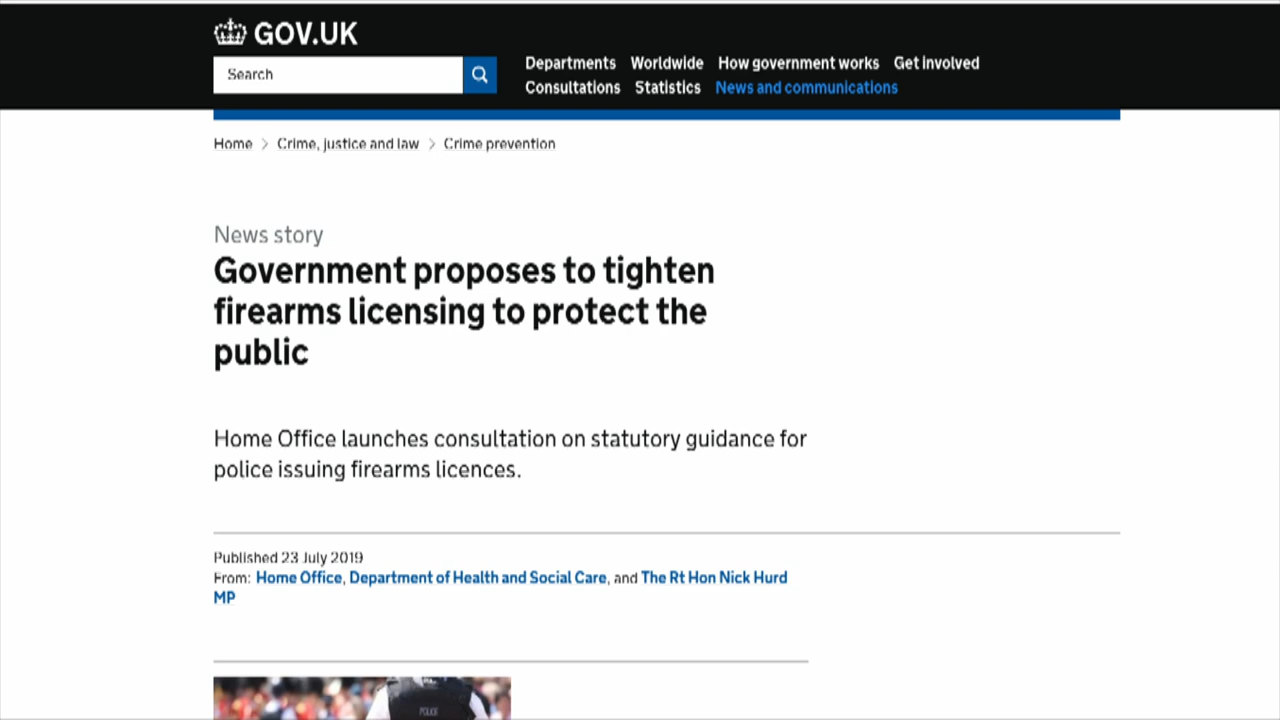 GOV.UK
Search
Departments Worldwide How government works Get involved
Consultations Statistics News and communications
Home > Crime, justice and law > Crime prevention
News story
Government proposes to tighten
firearms licensing to protect the
public
Home Office launches consultation on statutory guidance for
police issuing firearms licences.
Published 23 July 2019
From: Home Office, Department of Health and Social Care, and The Rt Hon Nick Hurd
MP
POLICE